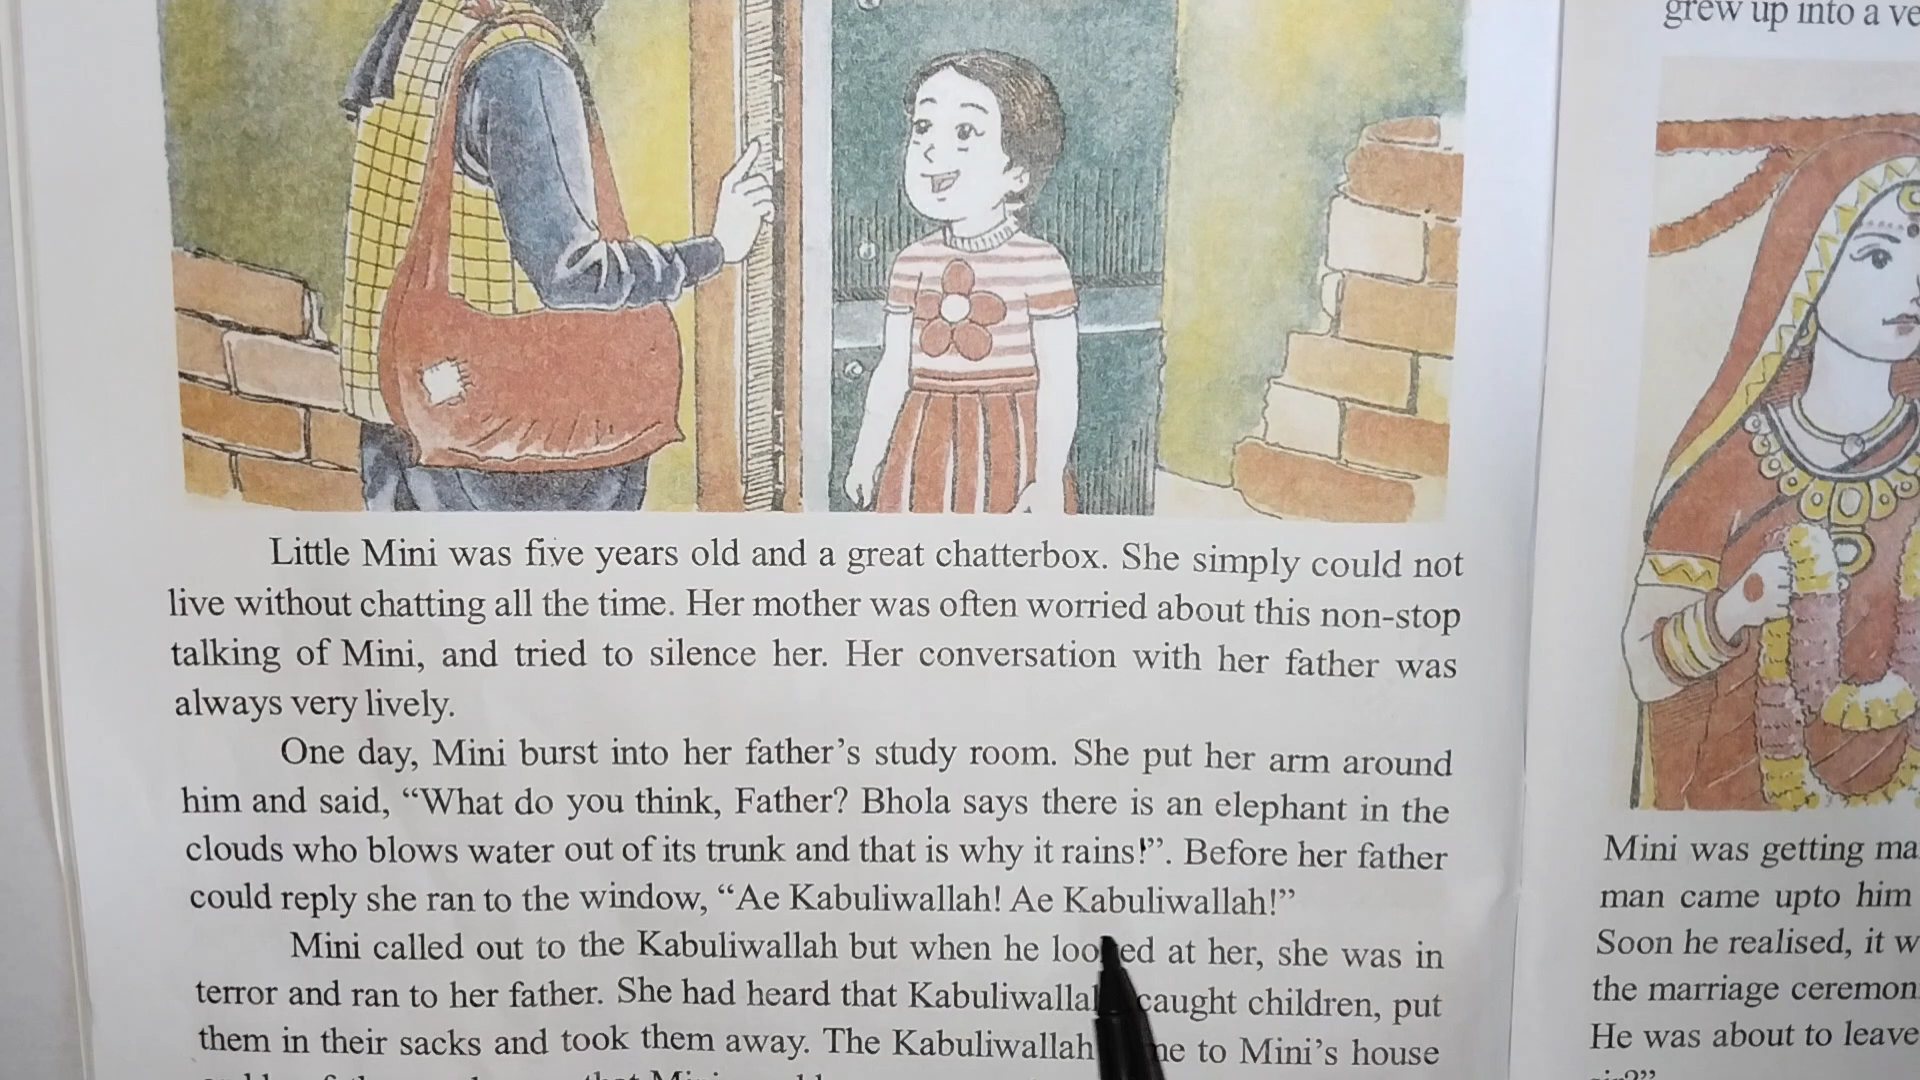 Little Mini was five years old and a great chatterbox. She simply could not
live without chatting all the time. Her mother was often worried about this non-stop
talking of Mini, and tried to silence her. Her conversation with her father was
always very lively.
One day, Mini burst into her father’s study room. She put her arm around
him and said, “What do you think, Father? Bhola says there is an elephant in the
clouds who blows water out of its trunk and that is why it rains!”. Before her father
could reply she ran to the window, “Ae Kabuliwallah! Ae Kabuliwallah!”
Mini called out to the Kabuliwallah but when he at her, she was in
terror and ran to her father. She had heard that caught children, put
them in their sacks and took them away. The Kabuliwallah to Mini’s house
grew up into a
Mini was getting
man came upto him
Soon he realised, it
the marriage
He was about to leave